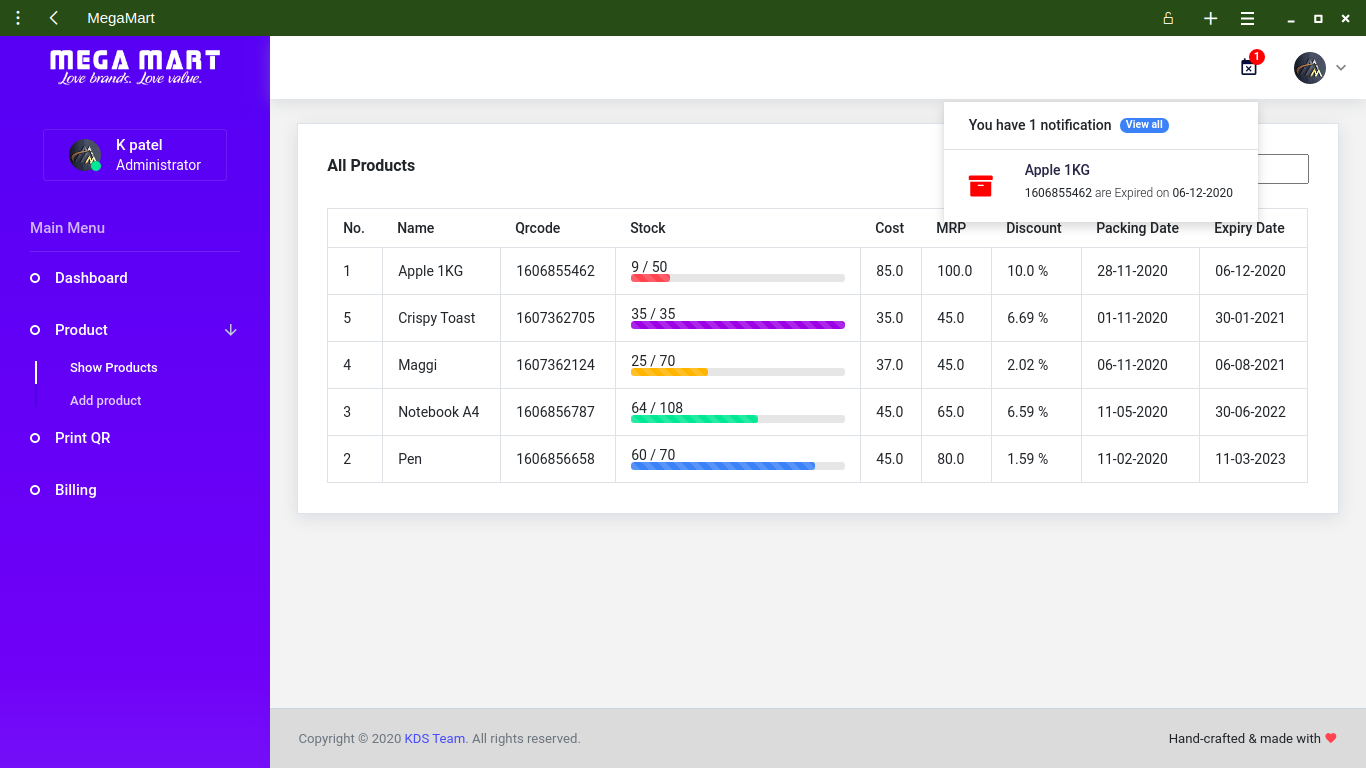 MegaMart
MEGA MART
Love brands. Love value.
1
K patel
Administrator
You have 1 notification View all
Apple 1KG
1606855462 are Expired on 06-12-2020
Main Menu
Dashboard
Product
Show Products
Add product
Print QR
Billing
All Products
No. Name Qrcode Stock Cost MRP Discount Packing Date Expiry Date
1 Apple 1KG 1606855462 9 / 50 85.0 100.0 10.0 % 28-11-2020 06-12-2020
5 Crispy Toast 1607362705 35 / 35 35.0 45.0 6.69 % 01-11-2020 30-01-2021
4 Maggi 1607362124 25 / 70 37.0 45.0 2.02 % 06-11-2020 06-08-2021
3 Notebook A4 1606856787 64 / 108 45.0 65.0 6.59 % 11-05-2020 30-06-2022
2 Pen 1606856658 60 / 70 45.0 80.0 1.59 % 11-02-2020 11-03-2023
Copyright © 2020 KDS Team. All rights reserved.
Hand-crafted & made with